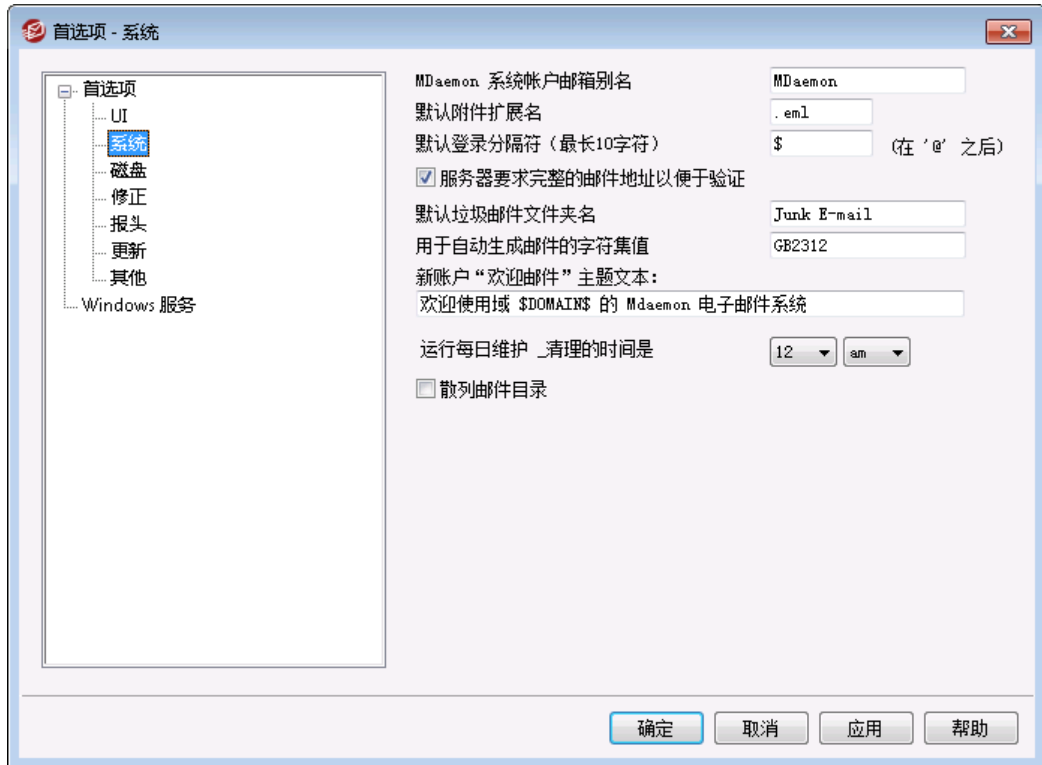 首选项 - 系统
首选项
UI
系统
磁盘
修正
报头
更新
其他
Windows 服务
MDaemon 系统帐户邮箱别名 MDaemon
默认附件扩展名 .eml
默认登录分隔符（最长10字符） $ (在 '@' 之后)
服务器要求完整的邮件地址以便于验证
默认垃圾邮件文件夹名 Junk E-mail
用于自动生成邮件的字符集值 GB2312
新账户“欢迎邮件”主题文本:
欢迎使用域 $DOMAIN$ 的 Mdaemon 电子邮件系统
运行每日维护 _清理的时间是 12 am
散列邮件目录
确定 取消 应用 帮助